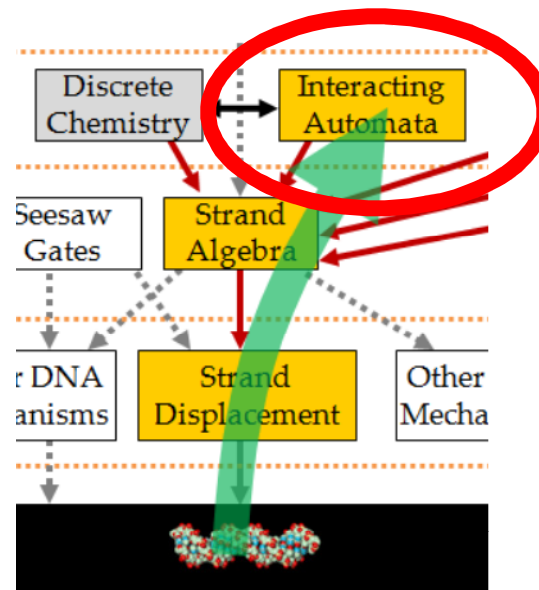 Discrete
Chemistry
Interacting
Automata
Seesaw
Gates
Strand
Algebra
r DNA
anisms
Strand
Displacement
Other
Mecha